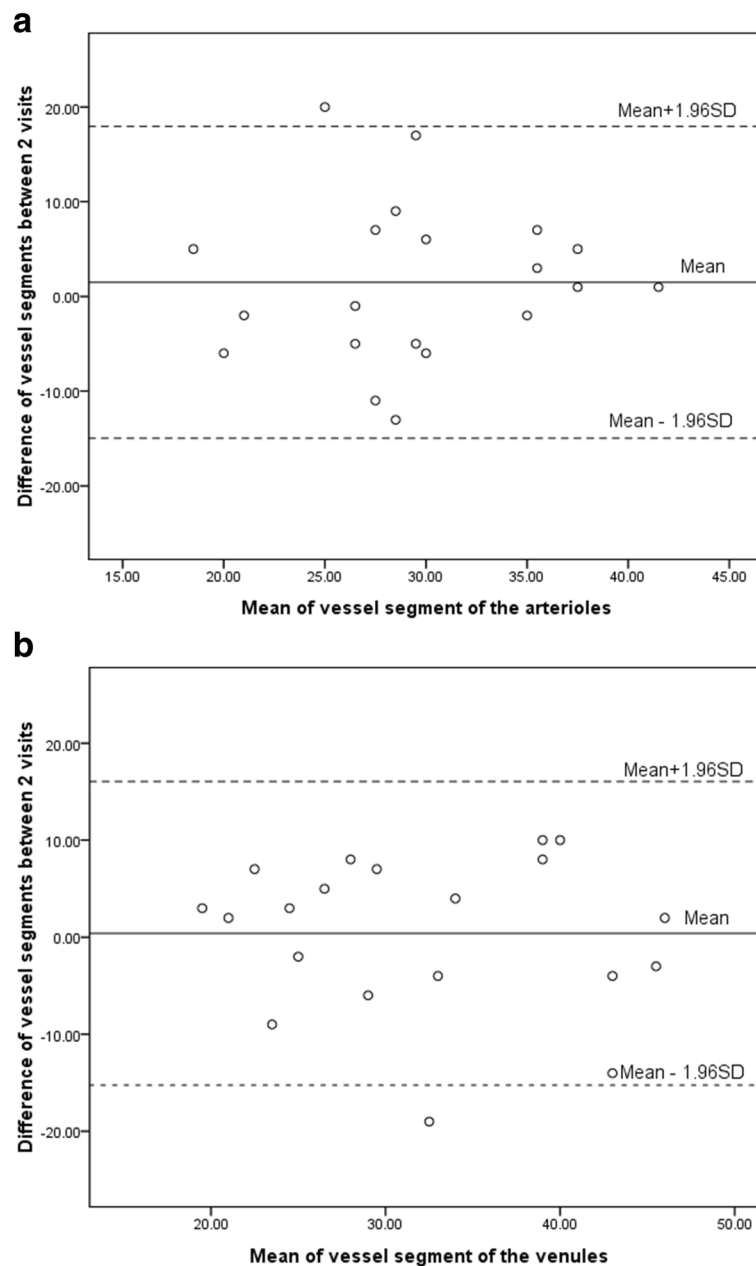 a
Difference of vessel segments between 2 visits
20.00
10.00
0.00
-10.00
-20.00
Mean+1.96SD
Mean
Mean - 1.96SD
15.00 20.00 25.00 30.00 35.00 40.00 45.00
Mean of vessel segment of the arterioles
b
Difference of vessel segments between 2 visits
20.00
10.00
0.00
-10.00
-20.00
Mean+1.96SD
Mean
Mean - 1.96SD
20.00 30.00 40.00 50.00
Mean of vessel segment of the venules